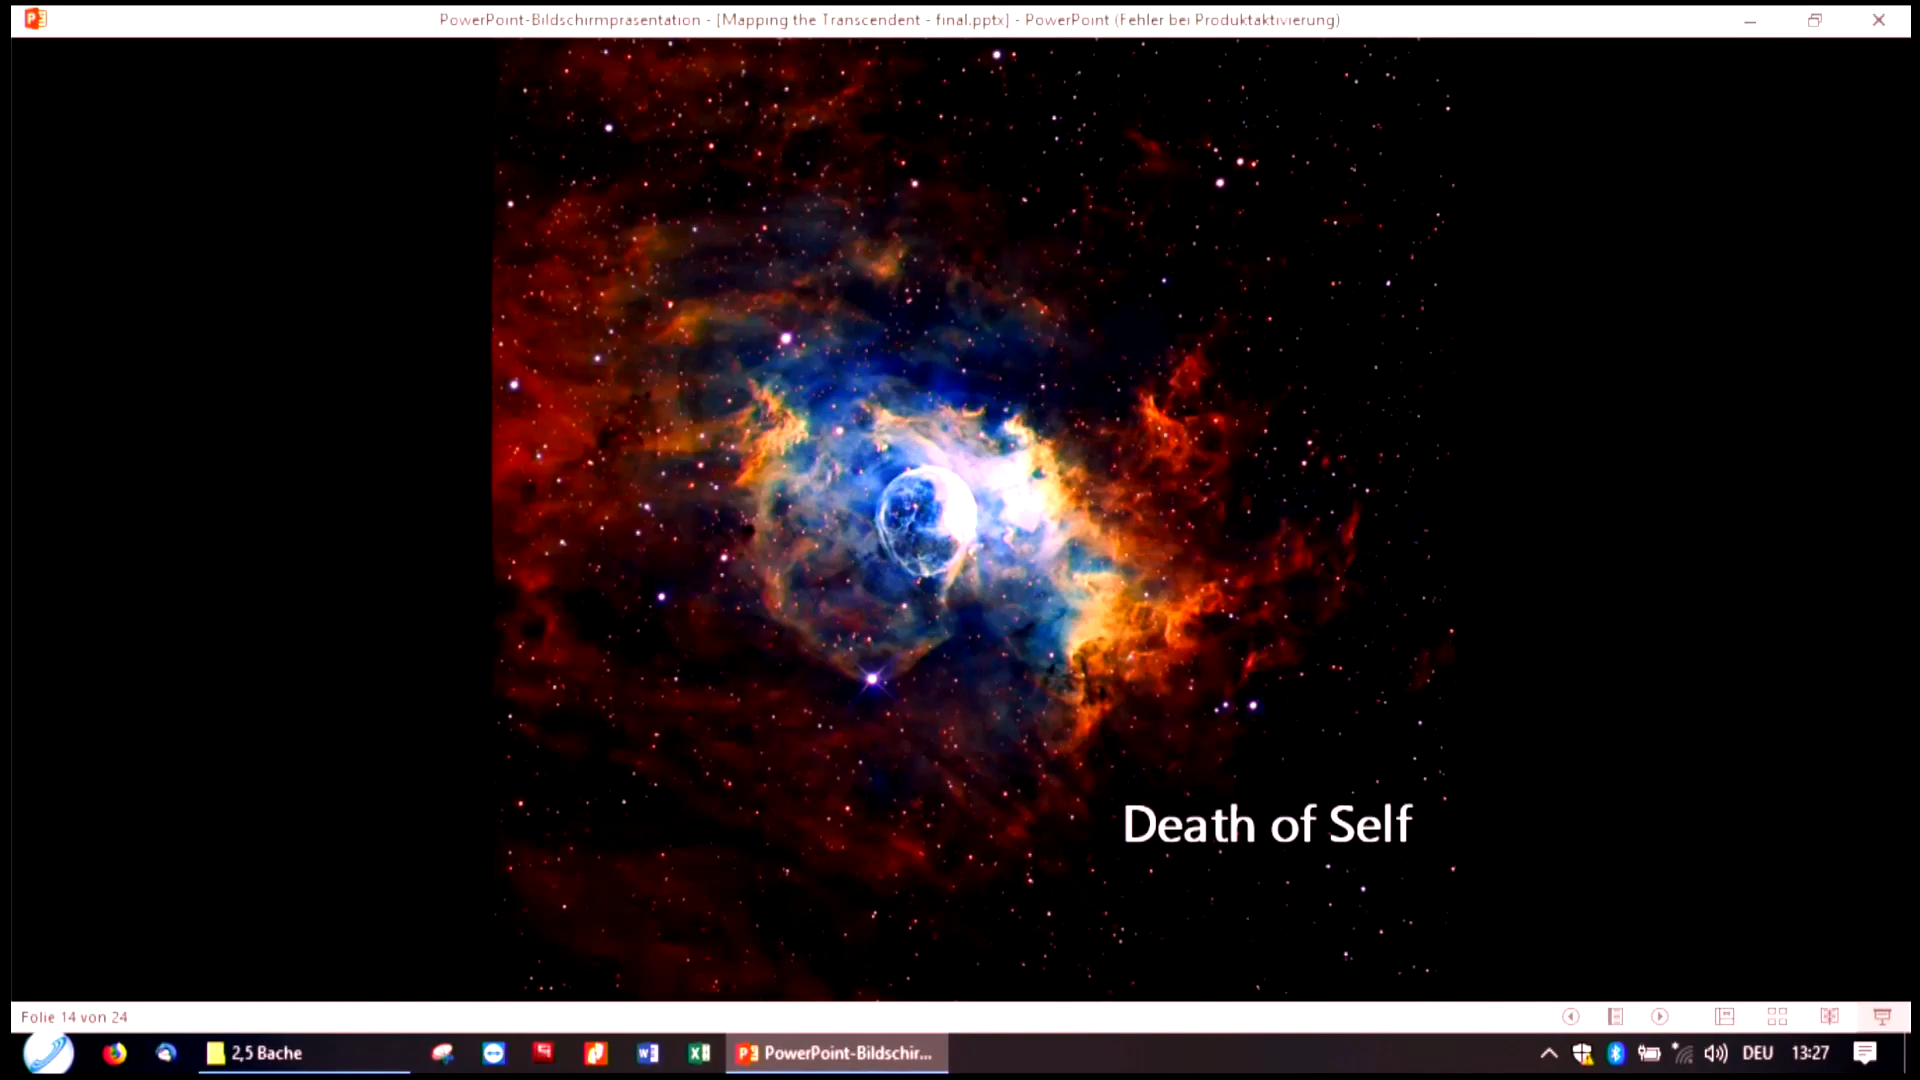 PowerPoint-Bildschirmpräsentation - [Mapping the Transcendent - final.pptx] - PowerPoint (Fehler bei Produktaktivierung)
Death of Self
Folie 14 von 24
2,5 Bache
PowerPoint-Bildschir...
DEU
13:27